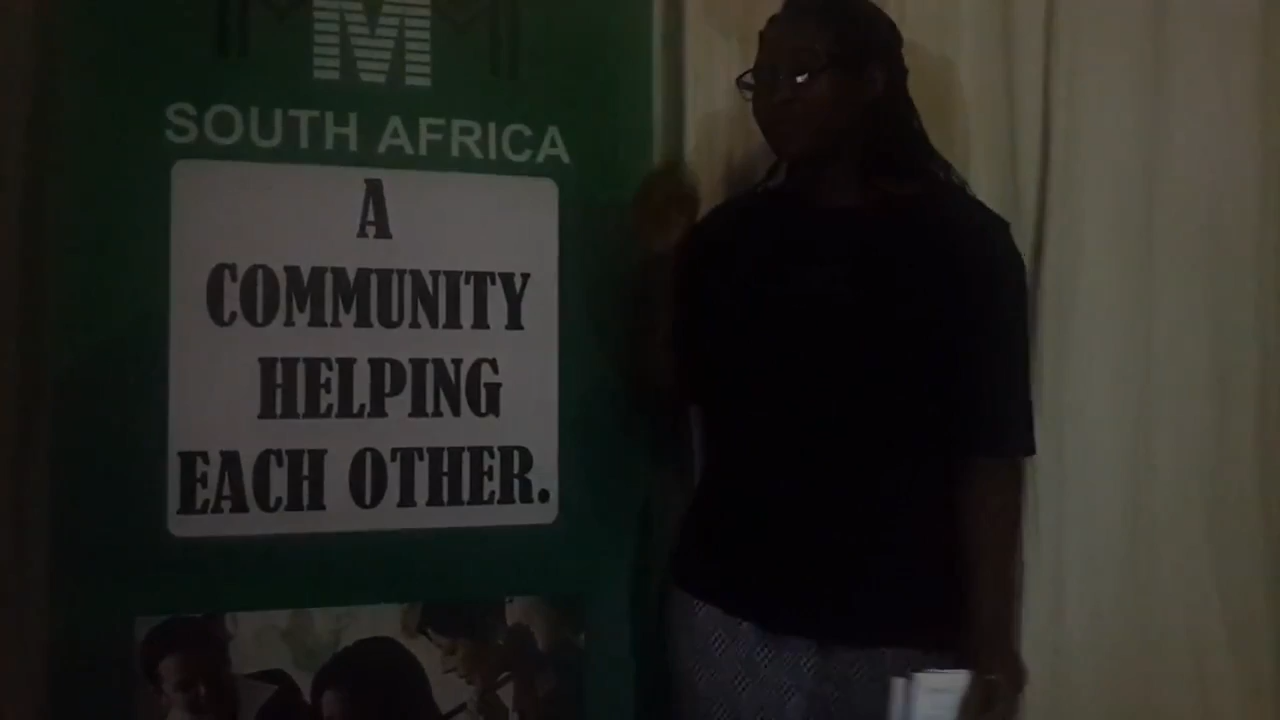 M
SOUTH AFRICA
A
COMMUNITY
HELPING
EACH OTHER.